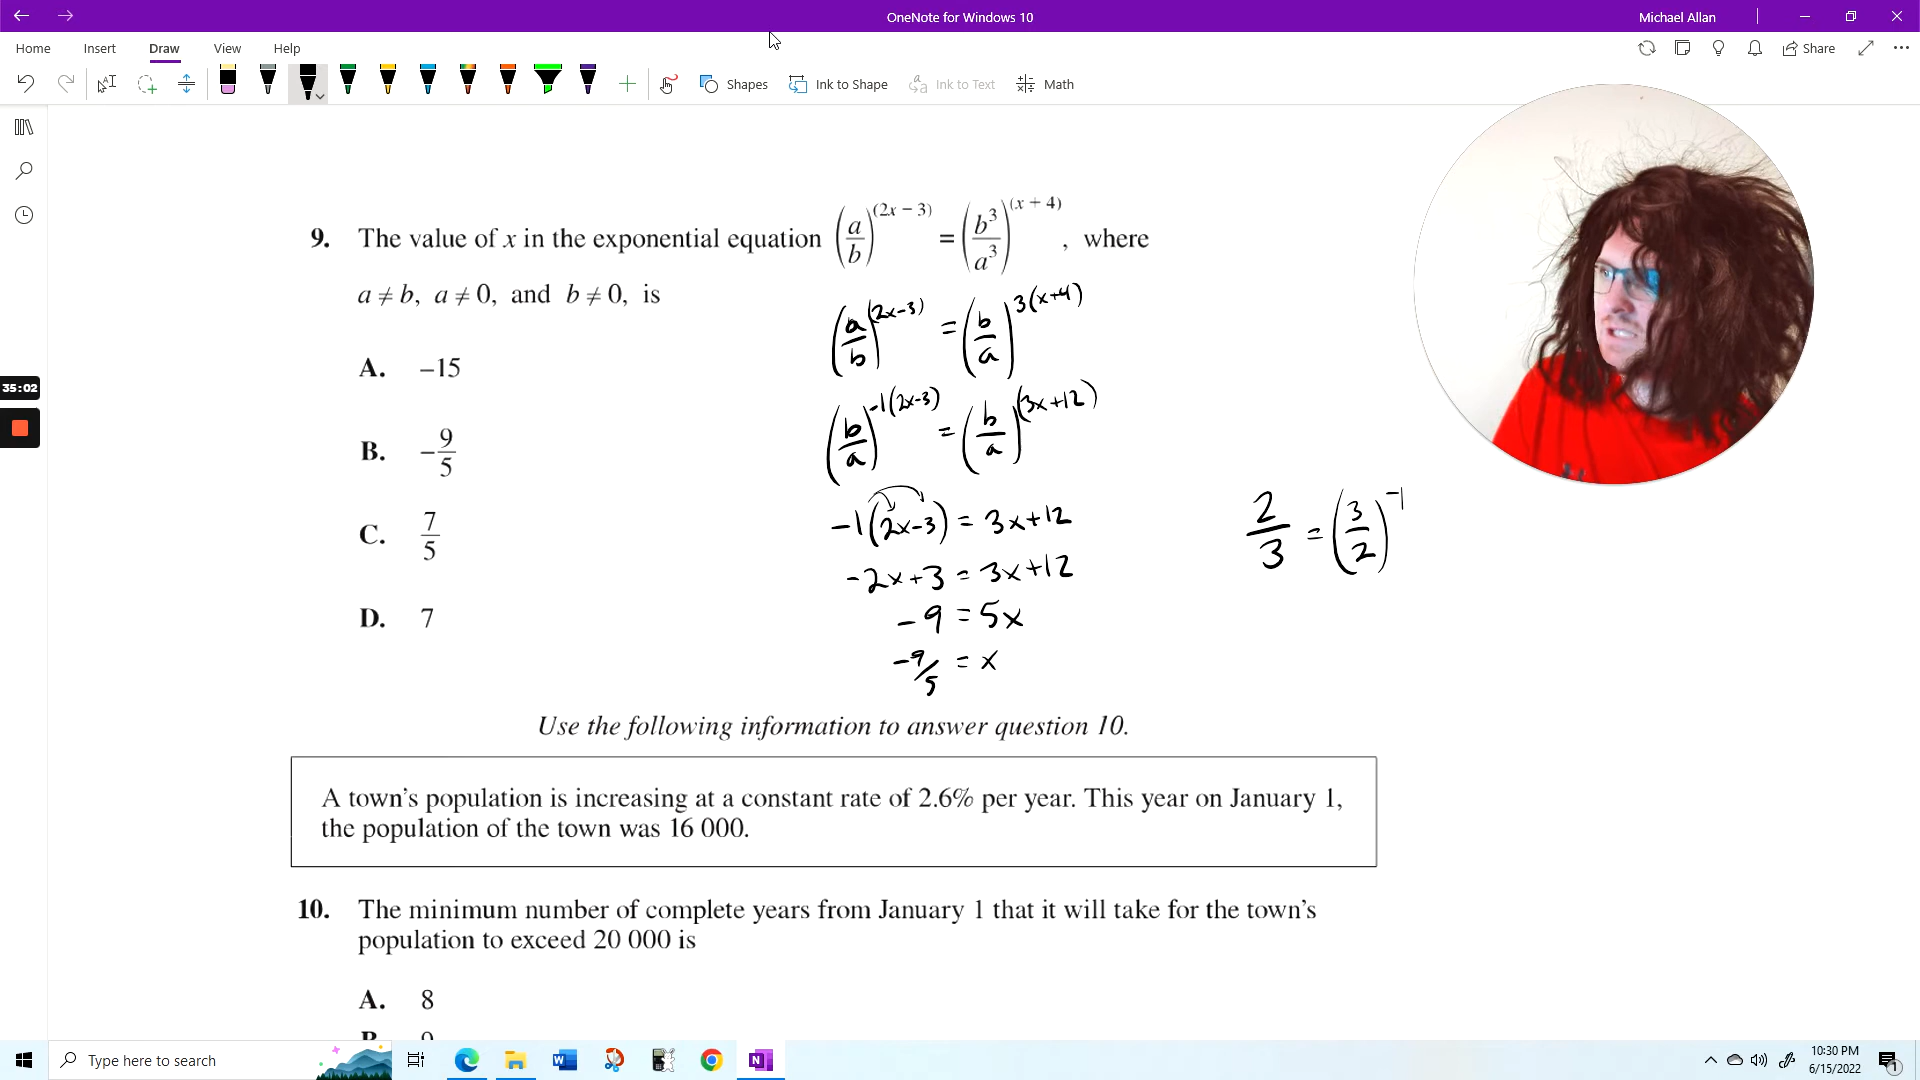 OneNote for Windows 10
Michael Allan
Home Insert Draw View Help
Share
Shapes Ink to Shape Ink to Text Math
9. The value of x in the exponential equation (a/b)^(2x − 3) = (b³/a³)^(x + 4), where
a ≠ b, a ≠ 0, and b ≠ 0, is
(a/b)^(2x-3) = (b/a)^3(x+4)
A. −15
35:02
(b/a)^-1(2x-3) = (b/a)^(3x+12)
B. −9/5
-1(2x-3) = 3x+12
2/3 = (3/2)^-1
C. 7/5
-2x+3 = 3x+12
D. 7
-9 = 5x
-9/5 = x
Use the following information to answer question 10.
A town's population is increasing at a constant rate of 2.6% per year. This year on January 1,
the population of the town was 16 000.
10. The minimum number of complete years from January 1 that it will take for the town's
population to exceed 20 000 is
A. 8
Type here to search
10:30 PM
6/15/2022
1